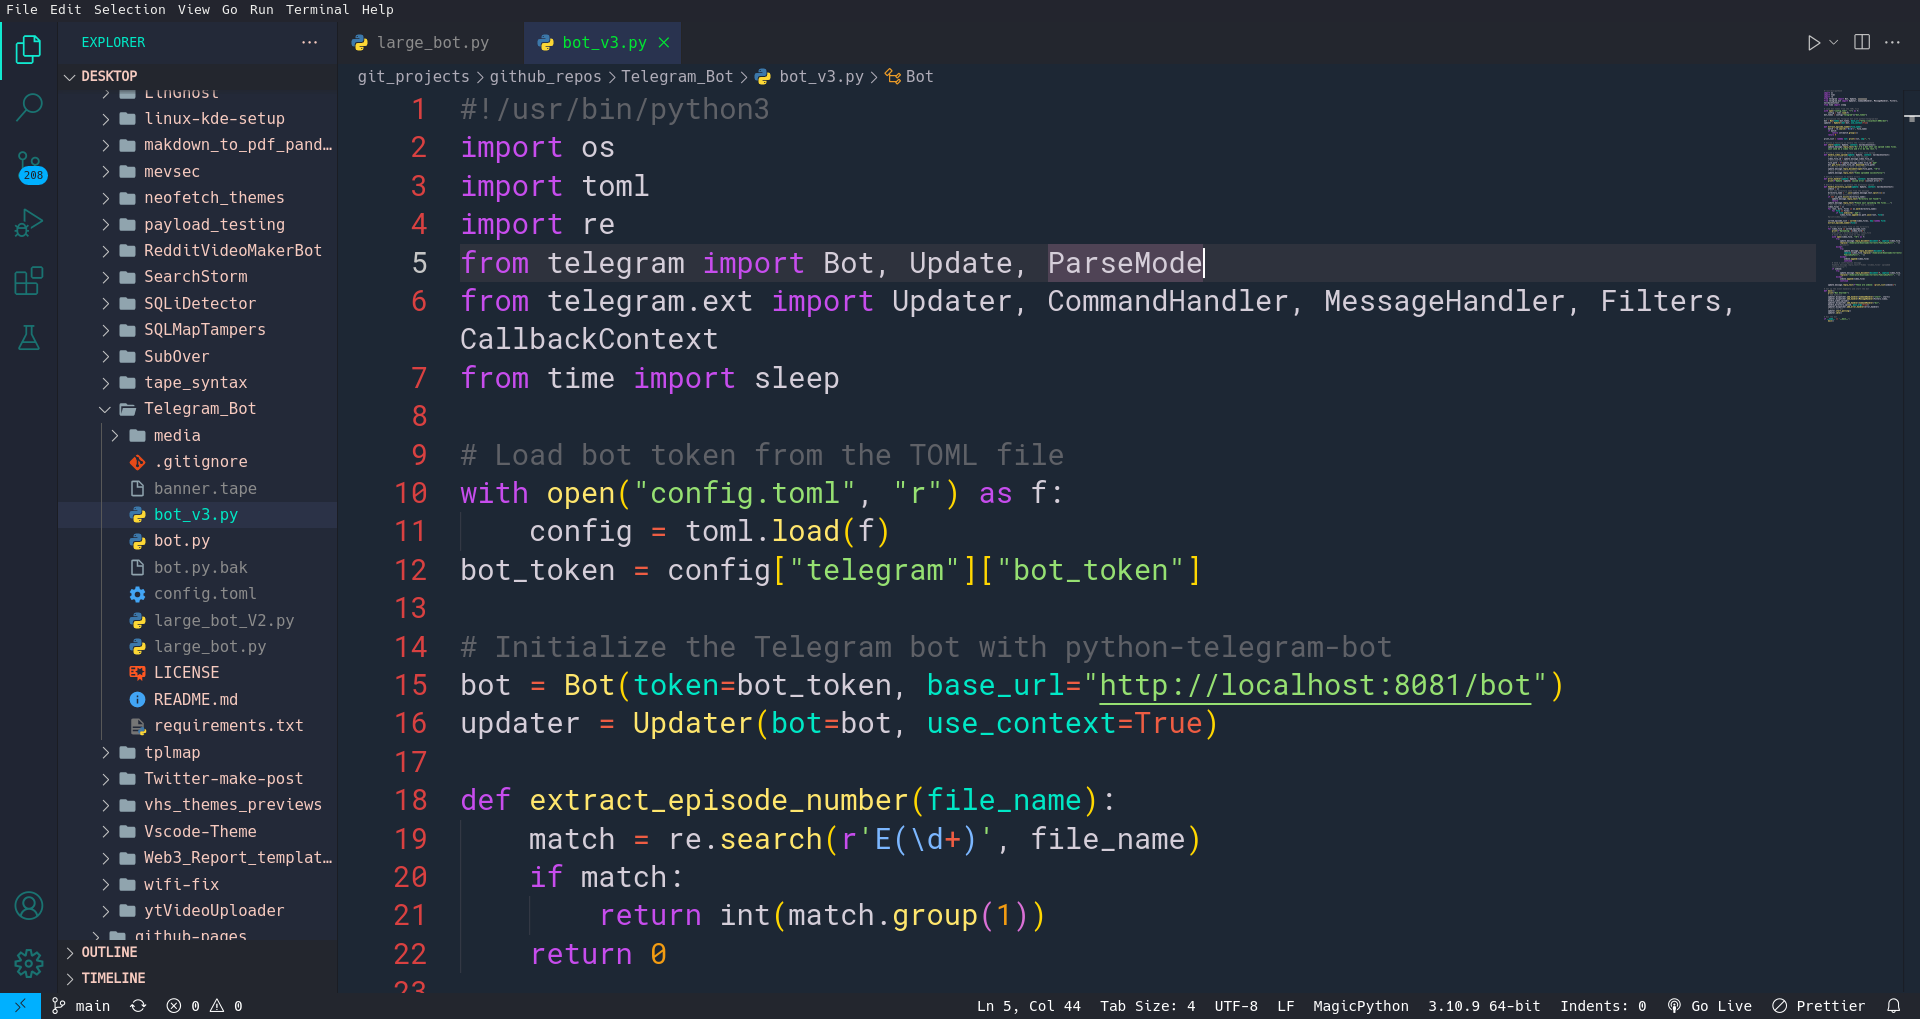 File Edit Selection View Go Run Terminal Help
EXPLORER
DESKTOP
LinGhost
linux-kde-setup
makdown_to_pdf_pand…
mevsec
neofetch_themes
payload_testing
RedditVideoMakerBot
SearchStorm
SQLiDetector
SQLMapTampers
SubOver
tape_syntax
Telegram_Bot
media
.gitignore
banner.tape
bot_v3.py
bot.py
bot.py.bak
config.toml
large_bot_V2.py
large_bot.py
LICENSE
README.md
requirements.txt
tplmap
Twitter-make-post
vhs_themes_previews
Vscode-Theme
Web3_Report_templat…
wifi-fix
ytVideoUploader
github-pages
OUTLINE
TIMELINE
208
large_bot.py
bot_v3.py
git_projects > github_repos > Telegram_Bot > bot_v3.py > Bot
1 #!/usr/bin/python3
2 import os
3 import toml
4 import re
5 from telegram import Bot, Update, ParseMode
6 from telegram.ext import Updater, CommandHandler, MessageHandler, Filters,
CallbackContext
7 from time import sleep
8
9 # Load bot token from the TOML file
10 with open("config.toml", "r") as f:
11     config = toml.load(f)
12 bot_token = config["telegram"]["bot_token"]
13
14 # Initialize the Telegram bot with python-telegram-bot
15 bot = Bot(token=bot_token, base_url="http://localhost:8081/bot")
16 updater = Updater(bot=bot, use_context=True)
17
18 def extract_episode_number(file_name):
19     match = re.search(r'E(\d+)', file_name)
20     if match:
21         return int(match.group(1))
22     return 0
23
main 0 0
Ln 5, Col 44 Tab Size: 4 UTF-8 LF MagicPython 3.10.9 64-bit Indents: 0 Go Live Prettier